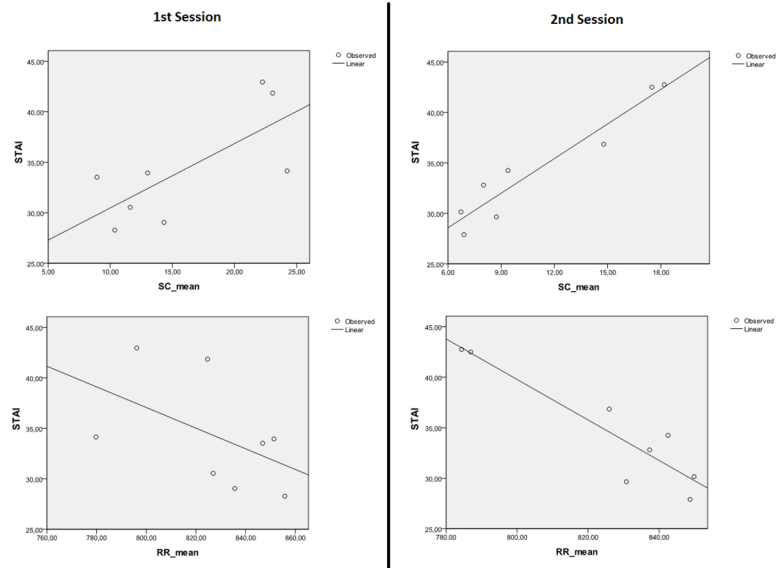 1st Session
2nd Session
45,00
40,00
35,00
30,00
25,00
STAI
5,00 10,00 15,00 20,00 25,00
SC_mean
Observed
Linear
45,00
40,00
35,00
30,00
25,00
STAI
6,00 9,00 12,00 15,00 18,00
SC_mean
Observed
Linear
45,00
40,00
35,00
30,00
25,00
STAI
760,00 780,00 800,00 820,00 840,00 860,00
RR_mean
Observed
Linear
45,00
40,00
35,00
30,00
25,00
STAI
780,00 800,00 820,00 840,00
RR_mean
Observed
Linear